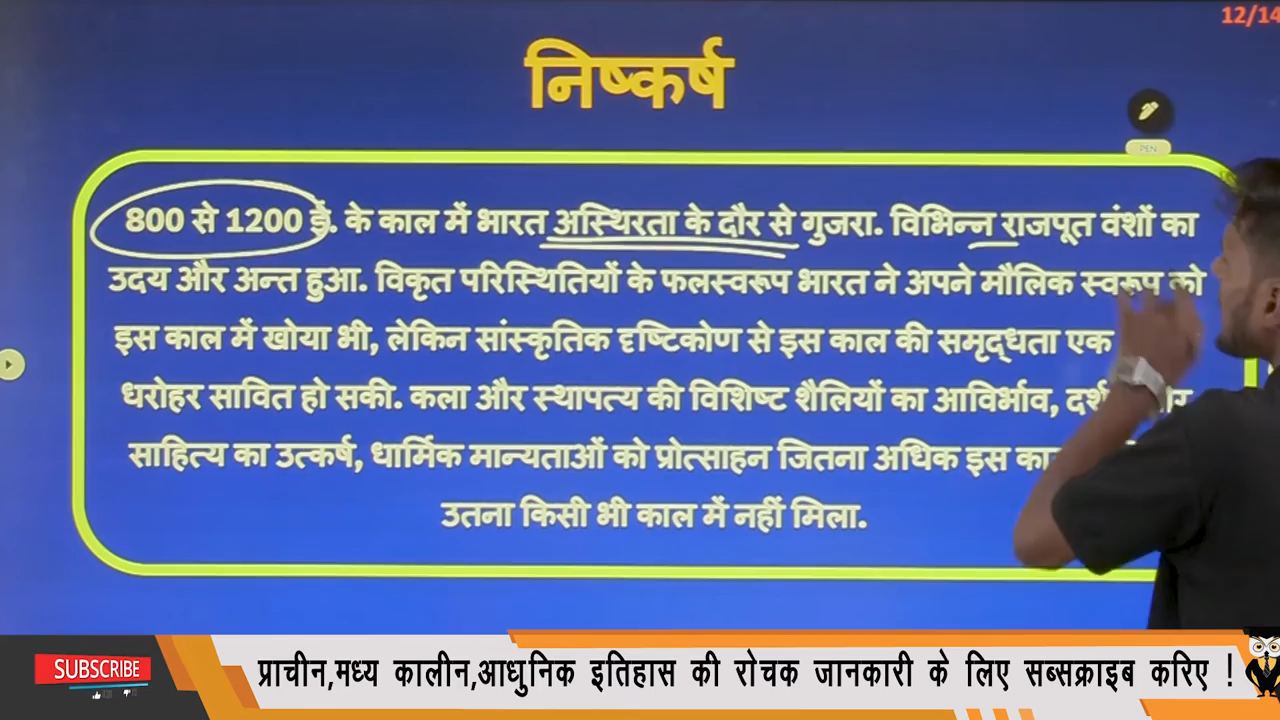 12/14
निष्कर्ष
PEN
800 से 1200 ई. के काल में भारत अस्थिरता के दौर से गुजरा. विभिन्न राजपूत वंशों का
उदय और अन्त हुआ. विकृत परिस्थितियों के फलस्वरूप भारत ने अपने मौलिक स्वरूप को
इस काल में खोया भी, लेकिन सांस्कृतिक दृष्टिकोण से इस काल की समृद्धता एक
धरोहर सावित हो सकी. कला और स्थापत्य की विशिष्ट शैलियों का आविर्भाव,
साहित्य का उत्कर्ष, धार्मिक मान्यताओं को प्रोत्साहन जितना अधिक इस
उतना किसी भी काल में नहीं मिला.
SUBSCRIBE
प्राचीन,मध्य कालीन,आधुनिक इतिहास की रोचक जानकारी के लिए सब्सक्राइब करिए !